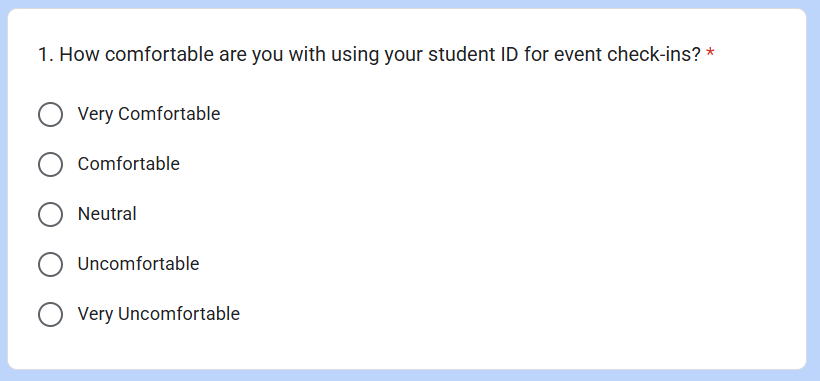 1. How comfortable are you with using your student ID for event check-ins? *
Very Comfortable
Comfortable
Neutral
Uncomfortable
Very Uncomfortable